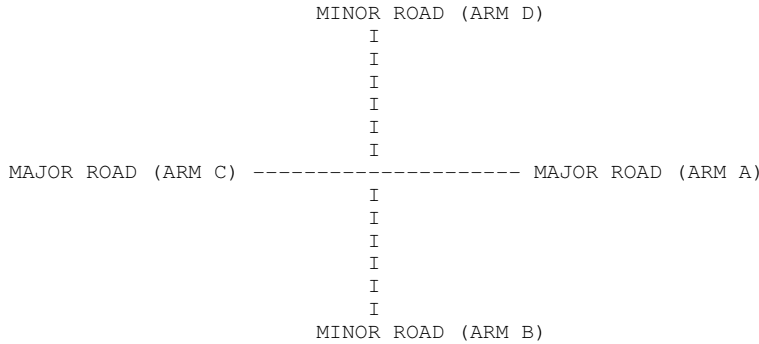 MINOR ROAD (ARM D)
I
I
I
I
I
I
MAJOR ROAD (ARM C) --------------------- MAJOR ROAD (ARM A)
I
I
I
I
I
I
MINOR ROAD (ARM B)